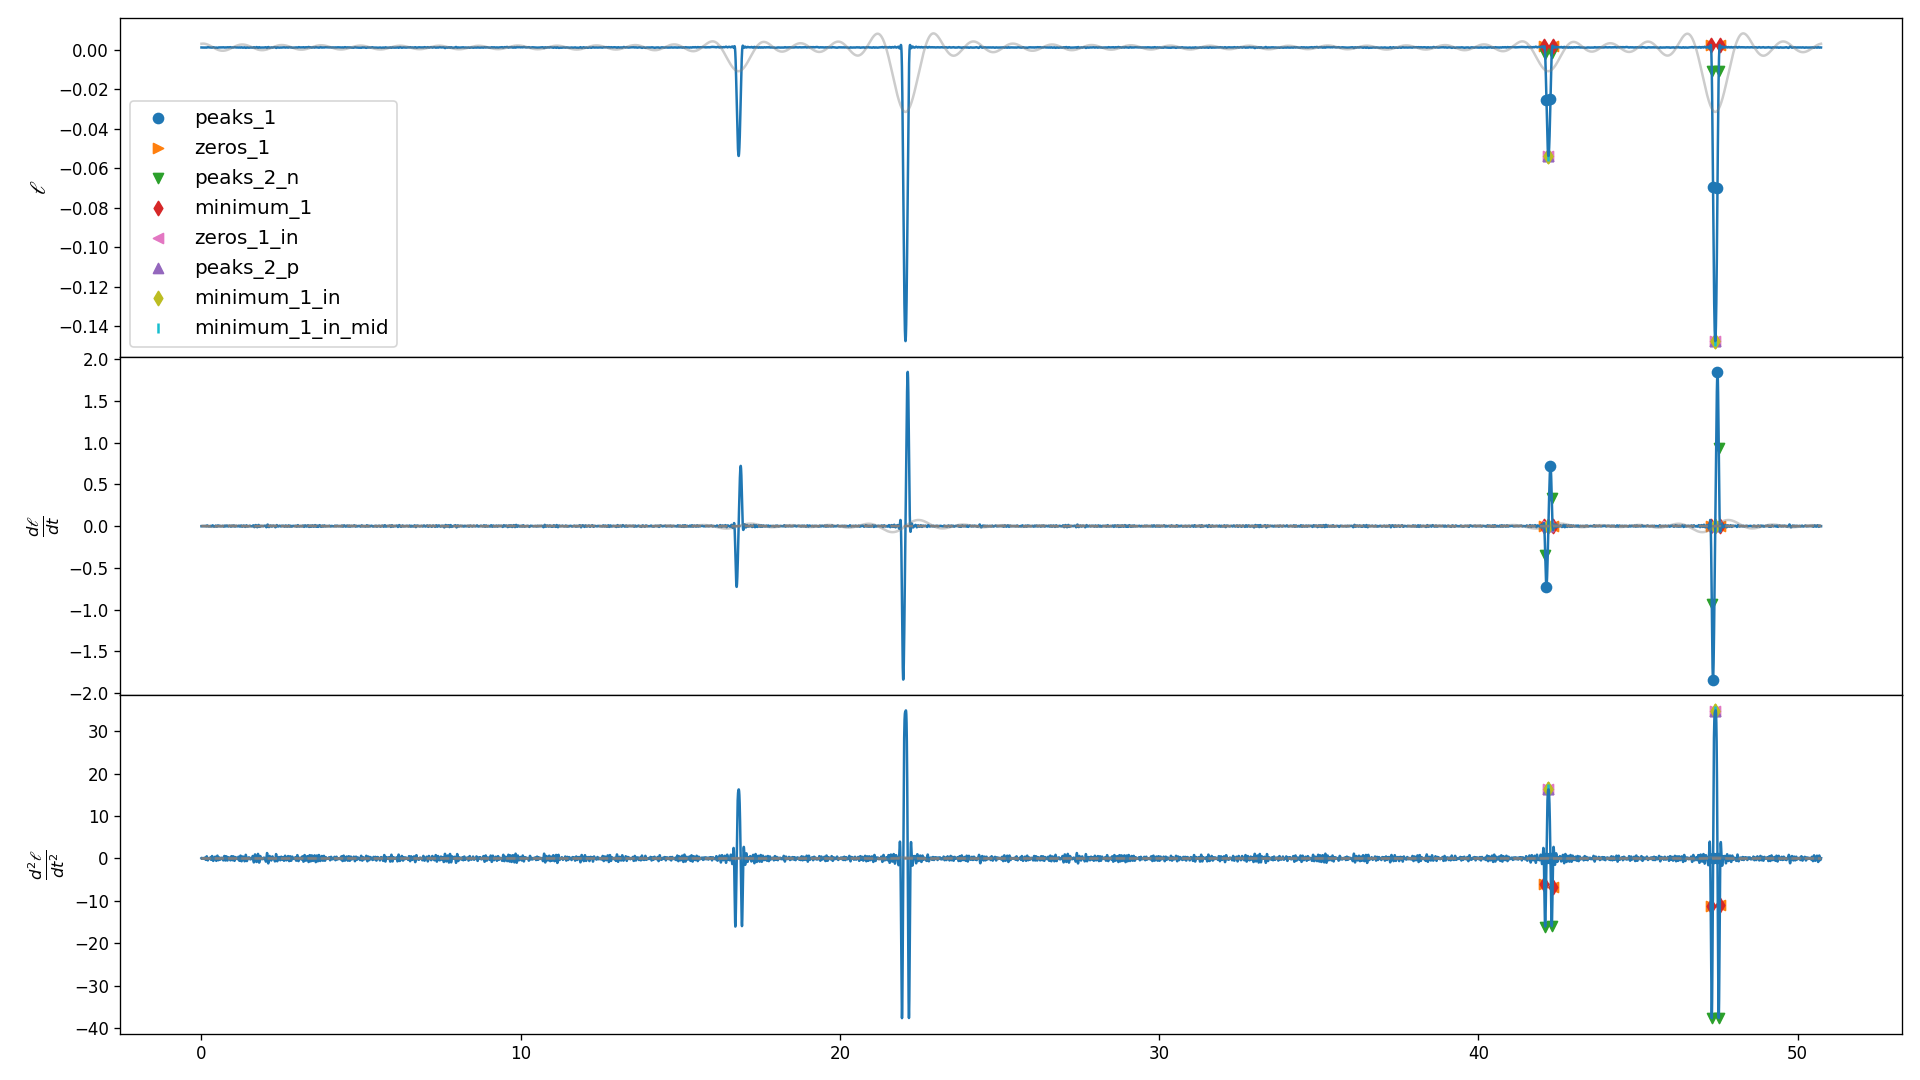 0.00
−0.02
−0.04
−0.06
−0.08
−0.10
−0.12
−0.14
ℓ
peaks_1
zeros_1
peaks_2_n
minimum_1
zeros_1_in
peaks_2_p
minimum_1_in
minimum_1_in_mid
2.0
1.5
1.0
0.5
0.0
−0.5
−1.0
−1.5
−2.0
dℓ/dt
30
20
10
0
−10
−20
−30
−40
d²ℓ/dt²
0 10 20 30 40 50